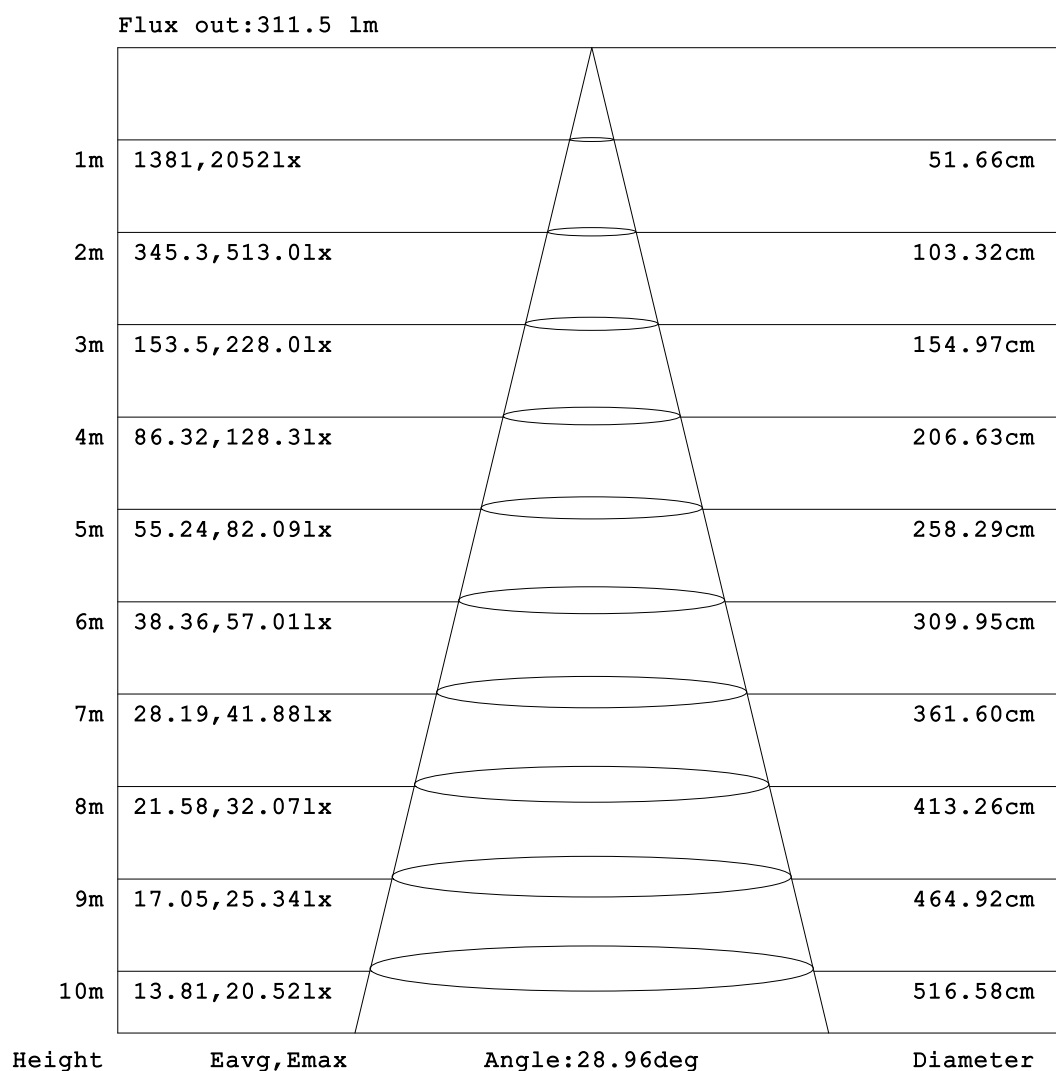 Flux out:311.5 lm
1m 1381,2052lx 51.66cm
2m 345.3,513.0lx 103.32cm
3m 153.5,228.0lx 154.97cm
4m 86.32,128.3lx 206.63cm
5m 55.24,82.09lx 258.29cm
6m 38.36,57.01lx 309.95cm
7m 28.19,41.88lx 361.60cm
8m 21.58,32.07lx 413.26cm
9m 17.05,25.34lx 464.92cm
10m 13.81,20.52lx 516.58cm
Height Eavg,Emax Angle:28.96deg Diameter